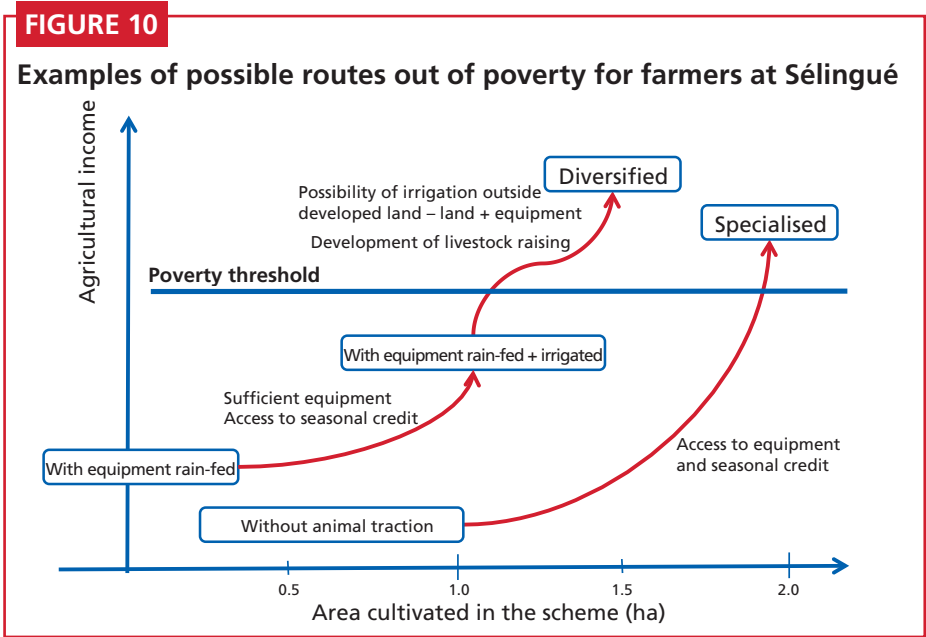 FIGURE 10
Examples of possible routes out of poverty for farmers at Sélingué
Agricultural income
Diversified
Possibility of irrigation outside
developed land – land + equipment
Development of livestock raising
Specialised
Poverty threshold
With equipment rain-fed + irrigated
Sufficient equipment
Access to seasonal credit
Access to equipment
and seasonal credit
With equipment rain-fed
Without animal traction
0.5
1.0
1.5
2.0
Area cultivated in the scheme (ha)